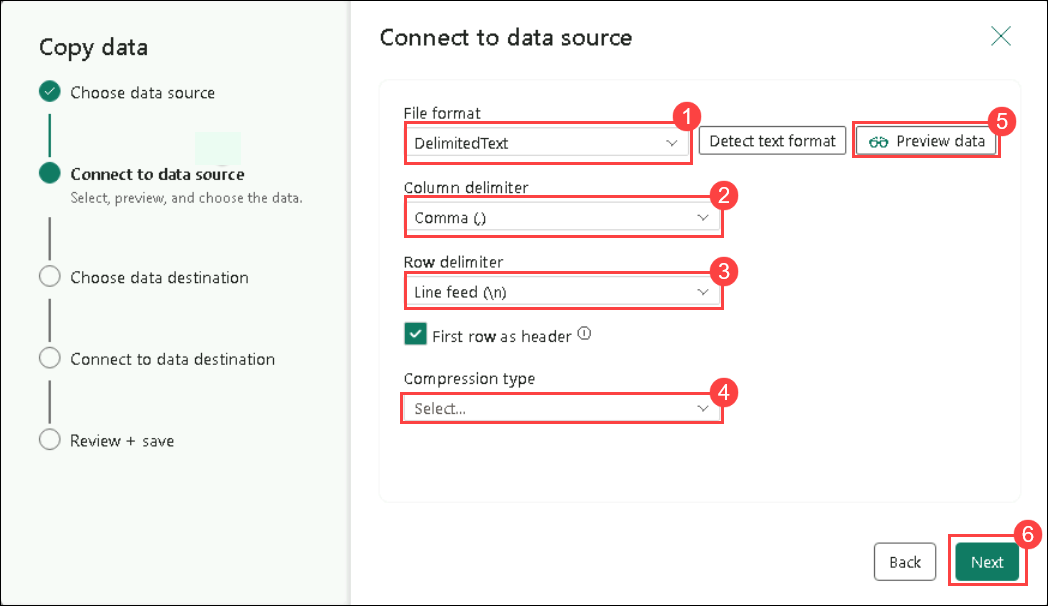 Copy data
Choose data source
Connect to data source
Select, preview, and choose the data.
Choose data destination
Connect to data destination
Review + save
Connect to data source
File format
1
DelimitedText
Detect text format
Preview data
5
Column delimiter
2
Comma (,)
Row delimiter
3
Line feed (\n)
First row as header
Compression type
4
Select...
Back
Next
6